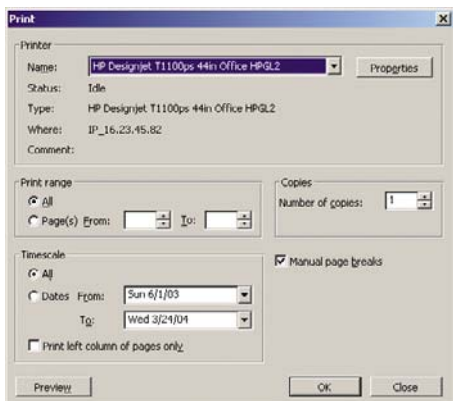 Print
Printer
Name: HP Designjet T1100ps 44in Office HPGL2 Properties
Status: Idle
Type: HP Designjet T1100ps 44in Office HPGL2
Where: IP_16.23.45.82
Comment:
Print range Copies
All Number of copies: 1
Page(s) From: To:
Timescale
All Manual page breaks
Dates From: Sun 6/1/03
To: Wed 3/24/04
Print left column of pages only
Preview OK Close